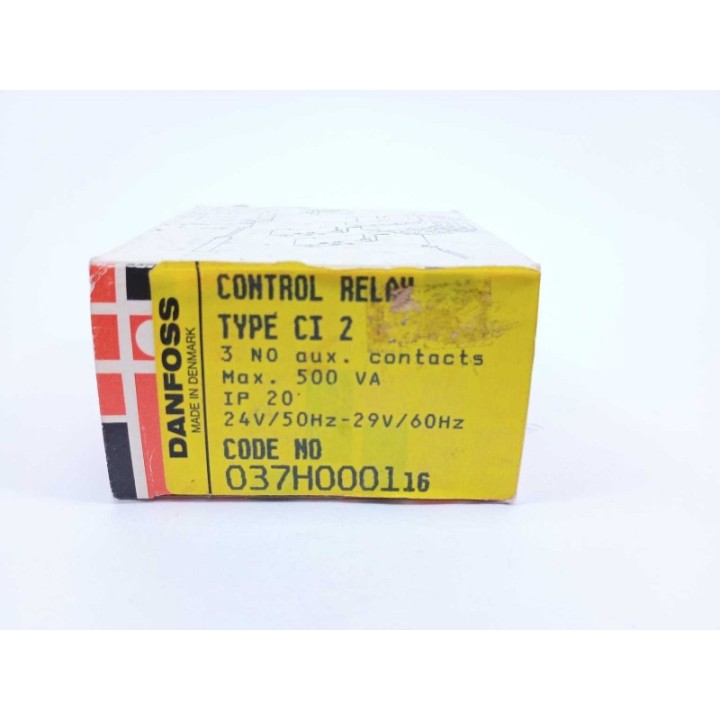 CONTROL RELAY
TYPE CI 2
3 NO aux. contacts
Max. 500 VA
IP 20
24V/50Hz-29V/60Hz
CODE NO
037H000116
DANFOSS
MADE IN DENMARK